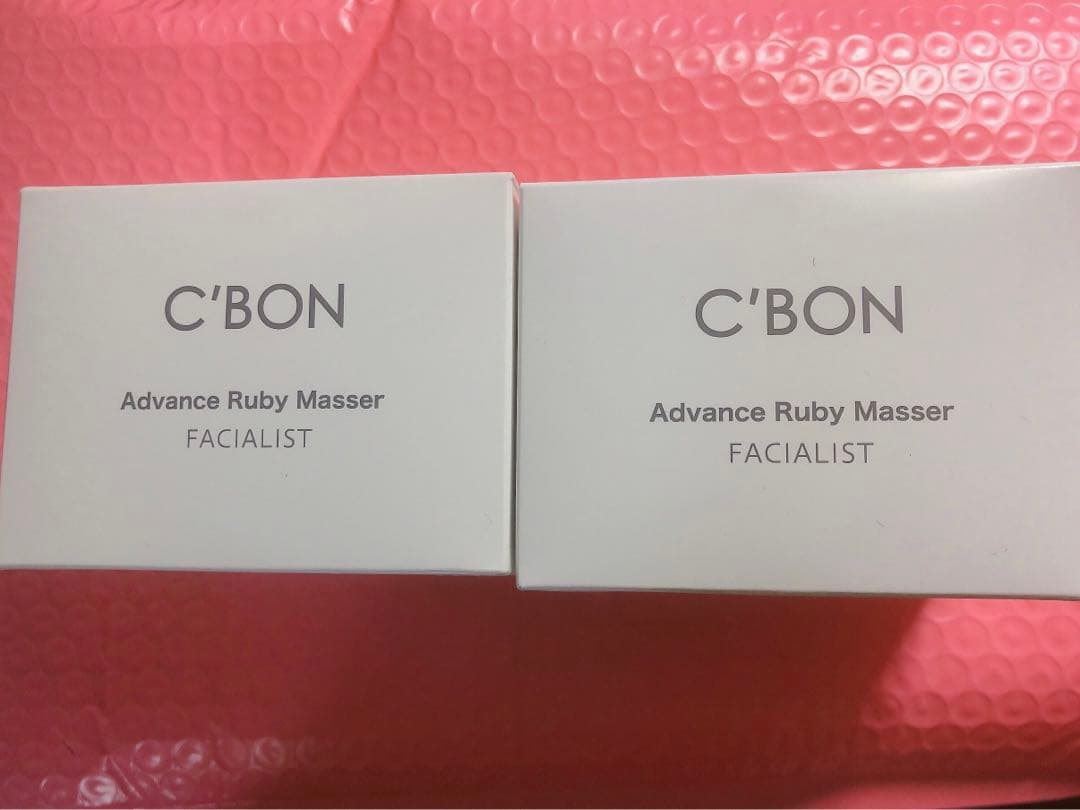 C'BON
Advance Ruby Masser
FACIALIST
C'BON
Advance Ruby Masser
FACIALIST